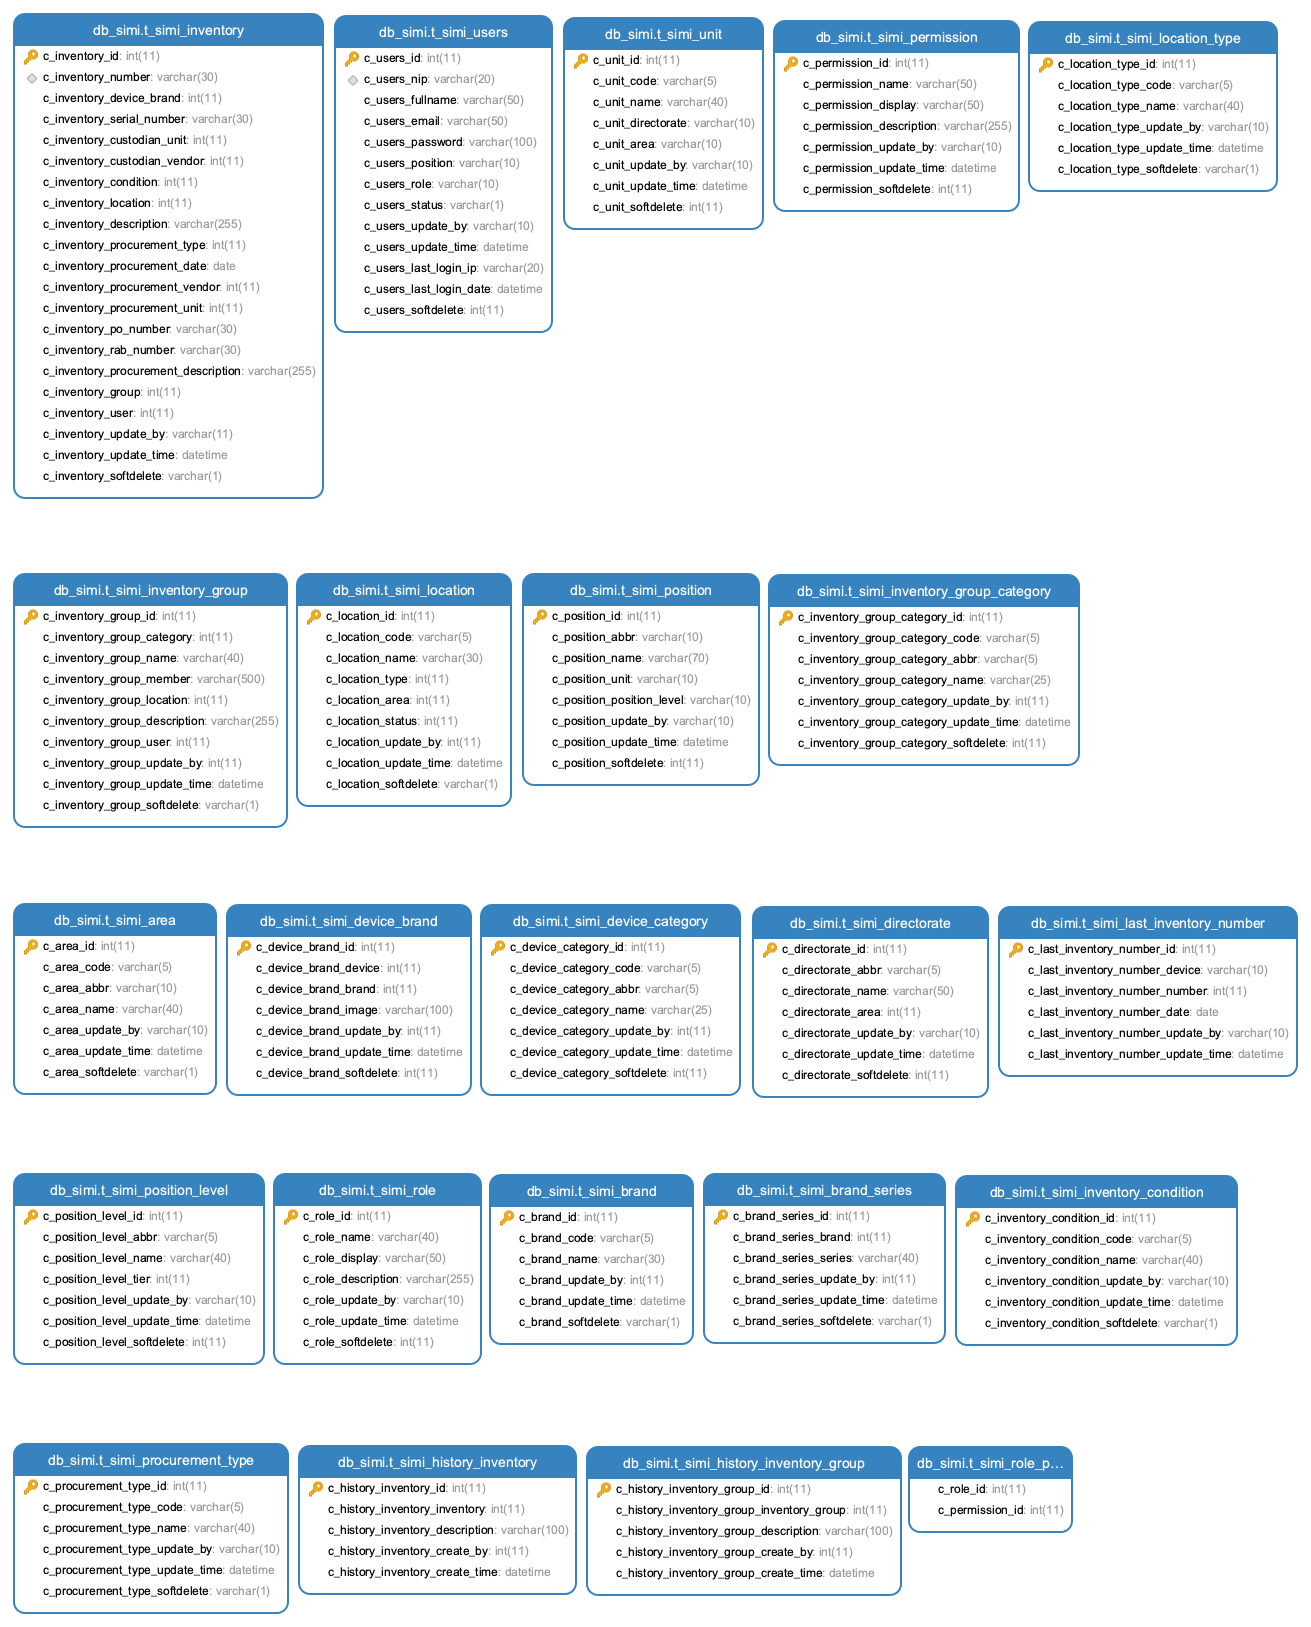 db_simi.t_simi_inventory
c_inventory_id: int(11)
c_inventory_number: varchar(30)
c_inventory_device_brand: int(11)
c_inventory_serial_number: varchar(30)
c_inventory_custodian_unit: int(11)
c_inventory_custodian_vendor: int(11)
c_inventory_condition: int(11)
c_inventory_location: int(11)
c_inventory_description: varchar(255)
c_inventory_procurement_type: int(11)
c_inventory_procurement_date: date
c_inventory_procurement_vendor: int(11)
c_inventory_procurement_unit: int(11)
c_inventory_po_number: varchar(30)
c_inventory_rab_number: varchar(30)
c_inventory_procurement_description: varchar(255)
c_inventory_group: int(11)
c_inventory_user: int(11)
c_inventory_update_by: varchar(11)
c_inventory_update_time: datetime
c_inventory_softdelete: varchar(1)
db_simi.t_simi_users
c_users_id: int(11)
c_users_nip: varchar(20)
c_users_fullname: varchar(50)
c_users_email: varchar(50)
c_users_password: varchar(100)
c_users_position: varchar(10)
c_users_role: varchar(10)
c_users_status: varchar(1)
c_users_update_by: varchar(10)
c_users_update_time: datetime
c_users_last_login_ip: varchar(20)
c_users_last_login_date: datetime
c_users_softdelete: int(11)
db_simi.t_simi_unit
c_unit_id: int(11)
c_unit_code: varchar(5)
c_unit_name: varchar(40)
c_unit_directorate: varchar(10)
c_unit_area: varchar(10)
c_unit_update_by: varchar(10)
c_unit_update_time: datetime
c_unit_softdelete: int(11)
db_simi.t_simi_permission
c_permission_id: int(11)
c_permission_name: varchar(50)
c_permission_display: varchar(50)
c_permission_description: varchar(255)
c_permission_update_by: varchar(10)
c_permission_update_time: datetime
c_permission_softdelete: int(11)
db_simi.t_simi_location_type
c_location_type_id: int(11)
c_location_type_code: varchar(5)
c_location_type_name: varchar(40)
c_location_type_update_by: varchar(10)
c_location_type_update_time: datetime
c_location_type_softdelete: varchar(1)
db_simi.t_simi_inventory_group
c_inventory_group_id: int(11)
c_inventory_group_category: int(11)
c_inventory_group_name: varchar(40)
c_inventory_group_member: varchar(500)
c_inventory_group_location: int(11)
c_inventory_group_description: varchar(255)
c_inventory_group_user: int(11)
c_inventory_group_update_by: int(11)
c_inventory_group_update_time: datetime
c_inventory_group_softdelete: varchar(1)
db_simi.t_simi_location
c_location_id: int(11)
c_location_code: varchar(5)
c_location_name: varchar(30)
c_location_type: int(11)
c_location_area: int(11)
c_location_status: int(11)
c_location_update_by: int(11)
c_location_update_time: datetime
c_location_softdelete: varchar(1)
db_simi.t_simi_position
c_position_id: int(11)
c_position_abbr: varchar(10)
c_position_name: varchar(70)
c_position_unit: varchar(10)
c_position_position_level: varchar(10)
c_position_update_by: varchar(10)
c_position_update_time: datetime
c_position_softdelete: int(11)
db_simi.t_simi_inventory_group_category
c_inventory_group_category_id: int(11)
c_inventory_group_category_code: varchar(5)
c_inventory_group_category_abbr: varchar(5)
c_inventory_group_category_name: varchar(25)
c_inventory_group_category_update_by: int(11)
c_inventory_group_category_update_time: datetime
c_inventory_group_category_softdelete: int(11)
db_simi.t_simi_area
c_area_id: int(11)
c_area_code: varchar(5)
c_area_abbr: varchar(10)
c_area_name: varchar(40)
c_area_update_by: varchar(10)
c_area_update_time: datetime
c_area_softdelete: varchar(1)
db_simi.t_simi_device_brand
c_device_brand_id: int(11)
c_device_brand_device: int(11)
c_device_brand_brand: int(11)
c_device_brand_image: varchar(100)
c_device_brand_update_by: int(11)
c_device_brand_update_time: datetime
c_device_brand_softdelete: int(11)
db_simi.t_simi_device_category
c_device_category_id: int(11)
c_device_category_code: varchar(5)
c_device_category_abbr: varchar(5)
c_device_category_name: varchar(25)
c_device_category_update_by: int(11)
c_device_category_update_time: datetime
c_device_category_softdelete: int(11)
db_simi.t_simi_directorate
c_directorate_id: int(11)
c_directorate_abbr: varchar(5)
c_directorate_name: varchar(50)
c_directorate_area: int(11)
c_directorate_update_by: varchar(10)
c_directorate_update_time: datetime
c_directorate_softdelete: int(11)
db_simi.t_simi_last_inventory_number
c_last_inventory_number_id: int(11)
c_last_inventory_number_device: varchar(10)
c_last_inventory_number_number: int(11)
c_last_inventory_number_date: date
c_last_inventory_number_update_by: varchar(10)
c_last_inventory_number_update_time: datetime
db_simi.t_simi_position_level
c_position_level_id: int(11)
c_position_level_abbr: varchar(5)
c_position_level_name: varchar(40)
c_position_level_tier: int(11)
c_position_level_update_by: varchar(10)
c_position_level_update_time: datetime
c_position_level_softdelete: int(11)
db_simi.t_simi_role
c_role_id: int(11)
c_role_name: varchar(40)
c_role_display: varchar(50)
c_role_description: varchar(255)
c_role_update_by: varchar(10)
c_role_update_time: datetime
c_role_softdelete: int(11)
db_simi.t_simi_brand
c_brand_id: int(11)
c_brand_code: varchar(5)
c_brand_name: varchar(30)
c_brand_update_by: int(11)
c_brand_update_time: datetime
c_brand_softdelete: varchar(1)
db_simi.t_simi_brand_series
c_brand_series_id: int(11)
c_brand_series_brand: int(11)
c_brand_series_series: varchar(40)
c_brand_series_update_by: int(11)
c_brand_series_update_time: datetime
c_brand_series_softdelete: varchar(1)
db_simi.t_simi_inventory_condition
c_inventory_condition_id: int(11)
c_inventory_condition_code: varchar(5)
c_inventory_condition_name: varchar(40)
c_inventory_condition_update_by: varchar(10)
c_inventory_condition_update_time: datetime
c_inventory_condition_softdelete: varchar(1)
db_simi.t_simi_procurement_type
c_procurement_type_id: int(11)
c_procurement_type_code: varchar(5)
c_procurement_type_name: varchar(40)
c_procurement_type_update_by: varchar(10)
c_procurement_type_update_time: datetime
c_procurement_type_softdelete: varchar(1)
db_simi.t_simi_history_inventory
c_history_inventory_id: int(11)
c_history_inventory_inventory: int(11)
c_history_inventory_description: varchar(100)
c_history_inventory_create_by: int(11)
c_history_inventory_create_time: datetime
db_simi.t_simi_history_inventory_group
c_history_inventory_group_id: int(11)
c_history_inventory_group_inventory_group: int(11)
c_history_inventory_group_description: varchar(100)
c_history_inventory_group_create_by: int(11)
c_history_inventory_group_create_time: datetime
db_simi.t_simi_role_p...
c_role_id: int(11)
c_permission_id: int(11)